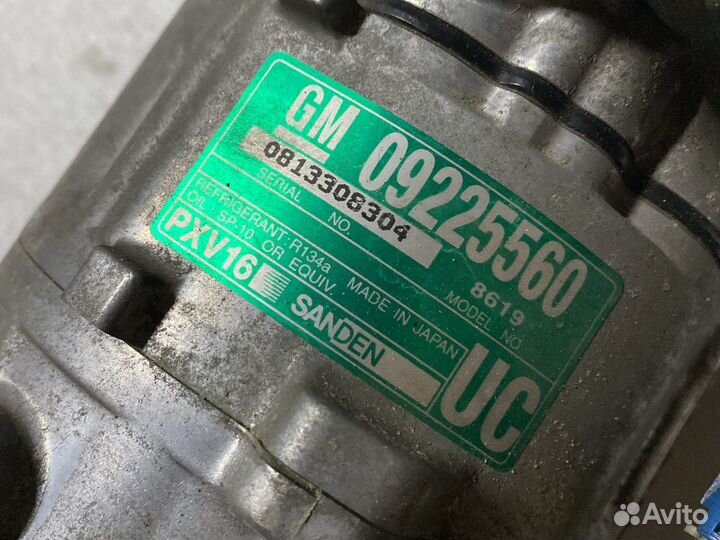 GM 09225560
0813308304
SERIAL NO.
8619
MODEL NO.
REFRIGERANT: R134a MADE IN JAPAN
O/L SP-10 OR EQUIV.
PXV16 SANDEN
UC
Avito